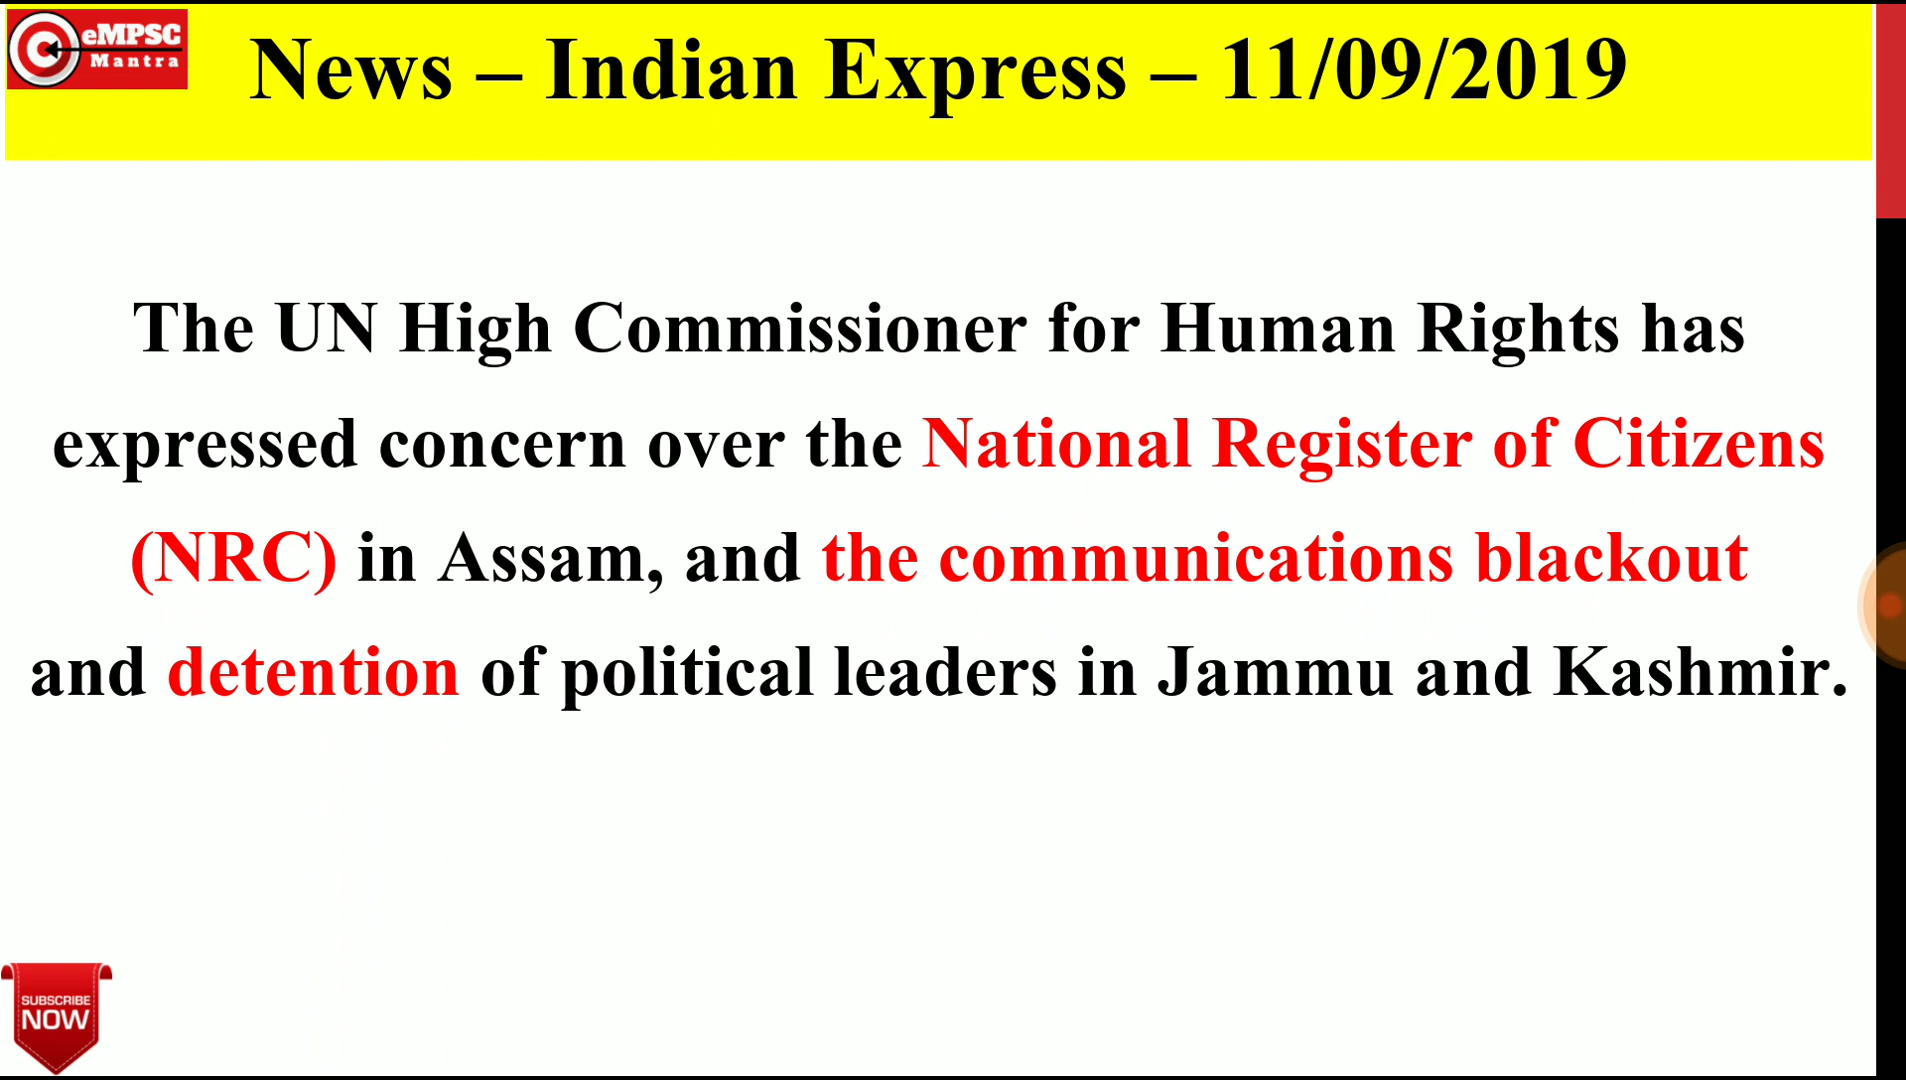 eMPSC
Mantra
News – Indian Express – 11/09/2019
The UN High Commissioner for Human Rights has
expressed concern over the National Register of Citizens
(NRC) in Assam, and the communications blackout
and detention of political leaders in Jammu and Kashmir.
SUBSCRIBE
NOW